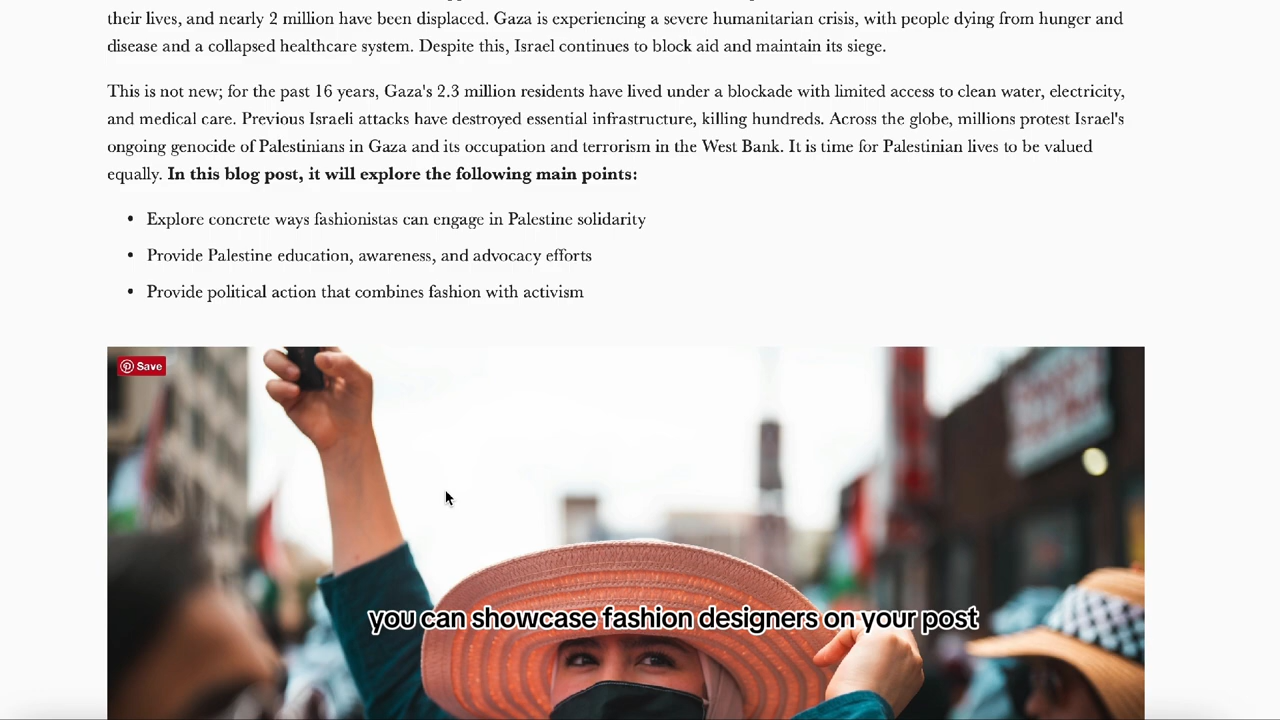 their lives, and nearly 2 million have been displaced. Gaza is experiencing a severe humanitarian crisis, with people dying from hunger and
disease and a collapsed healthcare system. Despite this, Israel continues to block aid and maintain its siege.
This is not new; for the past 16 years, Gaza's 2.3 million residents have lived under a blockade with limited access to clean water, electricity,
and medical care. Previous Israeli attacks have destroyed essential infrastructure, killing hundreds. Across the globe, millions protest Israel's
ongoing genocide of Palestinians in Gaza and its occupation and terrorism in the West Bank. It is time for Palestinian lives to be valued
equally. In this blog post, it will explore the following main points:
• Explore concrete ways fashionistas can engage in Palestine solidarity
• Provide Palestine education, awareness, and advocacy efforts
• Provide political action that combines fashion with activism
Save
you can showcase fashion designers on your post